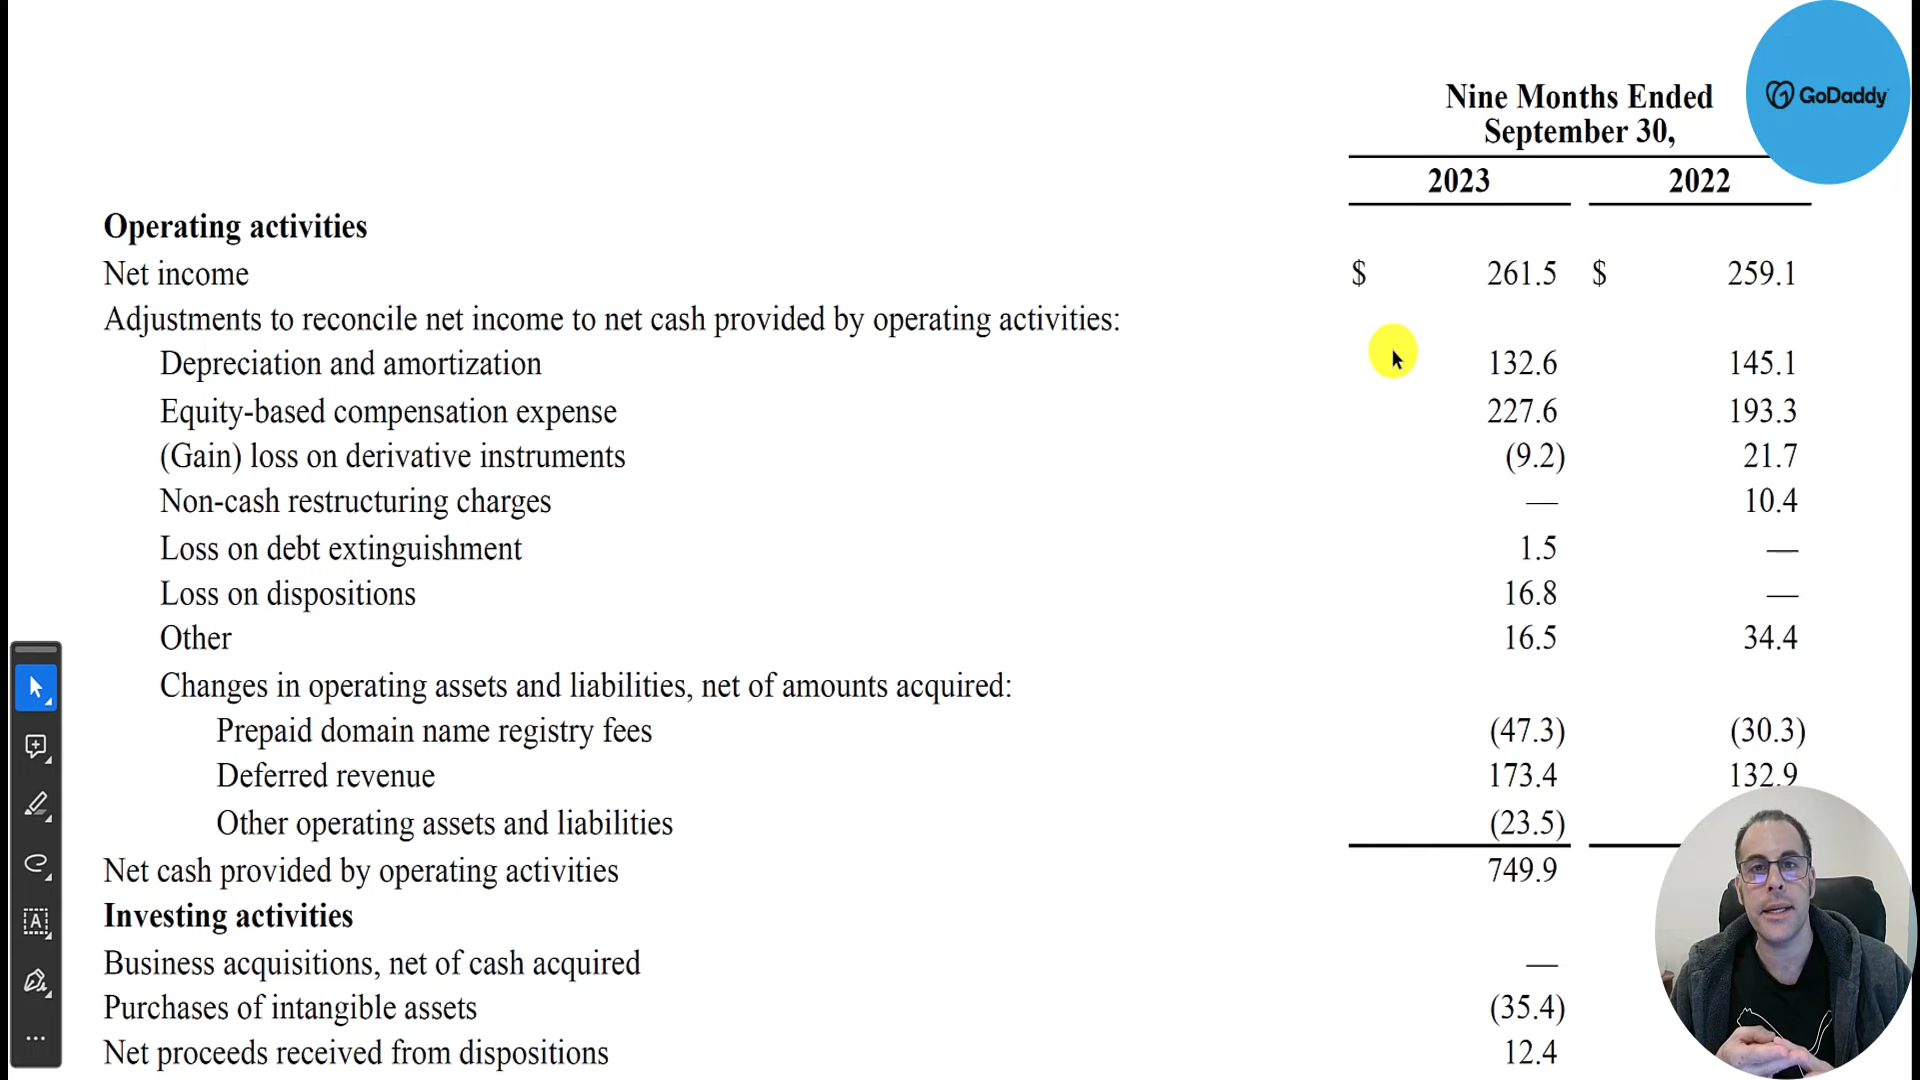 GoDaddy
Nine Months Ended
September 30,
2023 2022
Operating activities
Net income $ 261.5 $ 259.1
Adjustments to reconcile net income to net cash provided by operating activities:
Depreciation and amortization 132.6 145.1
Equity-based compensation expense 227.6 193.3
(Gain) loss on derivative instruments (9.2) 21.7
Non-cash restructuring charges — 10.4
Loss on debt extinguishment 1.5 —
Loss on dispositions 16.8 —
Other 16.5 34.4
Changes in operating assets and liabilities, net of amounts acquired:
Prepaid domain name registry fees (47.3) (30.3)
Deferred revenue 173.4 132.9
Other operating assets and liabilities (23.5)
Net cash provided by operating activities 749.9
Investing activities
Business acquisitions, net of cash acquired —
Purchases of intangible assets (35.4)
Net proceeds received from dispositions 12.4